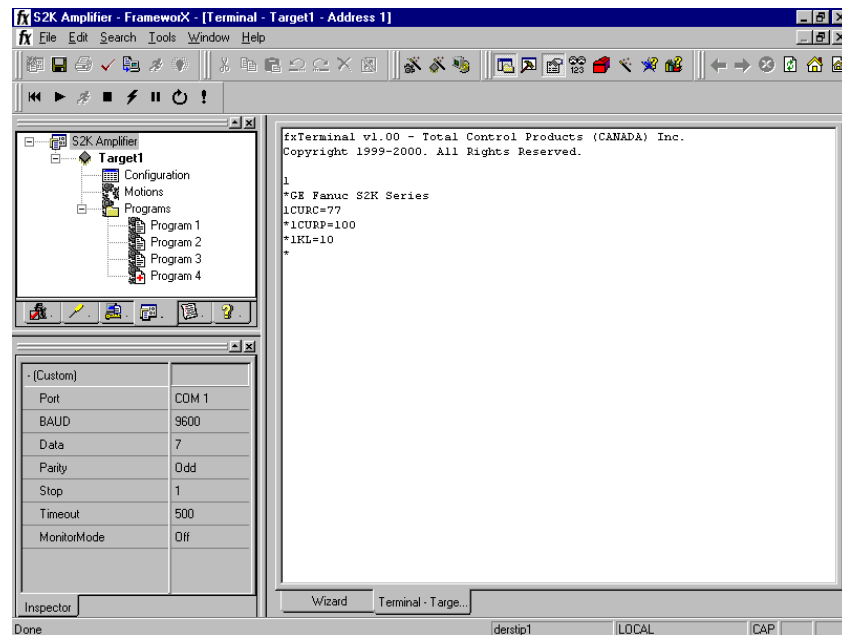 fx S2K Amplifier - FrameworX - [Terminal - Target1 - Address 1]
fx File Edit Search Tools Window Help
123
S2K Amplifier
Target1
Configuration
Motions
Programs
Program 1
Program 2
Program 3
Program 4
fxTerminal v1.00 - Total Control Products (CANADA) Inc.
Copyright 1999-2000. All Rights Reserved.
1
*GE Fanuc S2K Series
1CURC=77
*1CURP=100
*1KL=10
*
- (Custom)
Port COM 1
BAUD 9600
Data 7
Parity Odd
Stop 1
Timeout 500
MonitorMode Off
Inspector
Wizard Terminal - Targe...
Done derstip1 LOCAL CAP